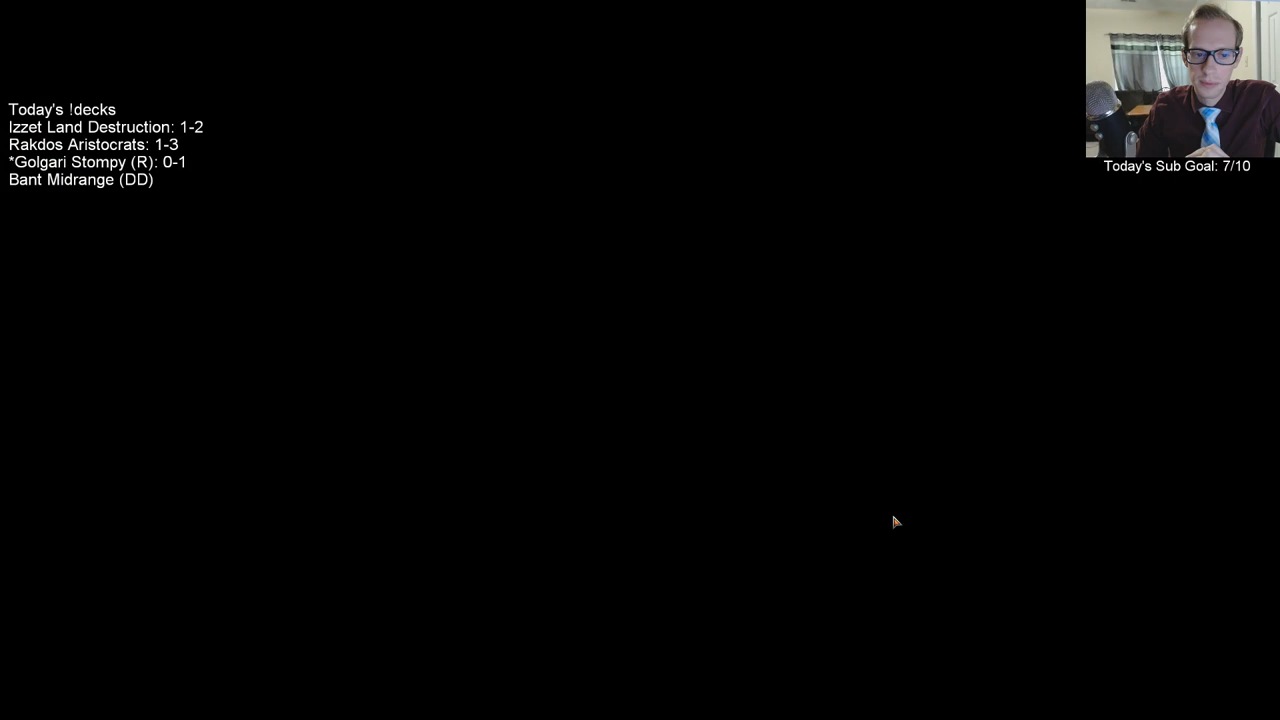 Today's !decks
Izzet Land Destruction: 1-2
Rakdos Aristocrats: 1-3
*Golgari Stompy (R): 0-1
Bant Midrange (DD)
Today's Sub Goal: 7/10